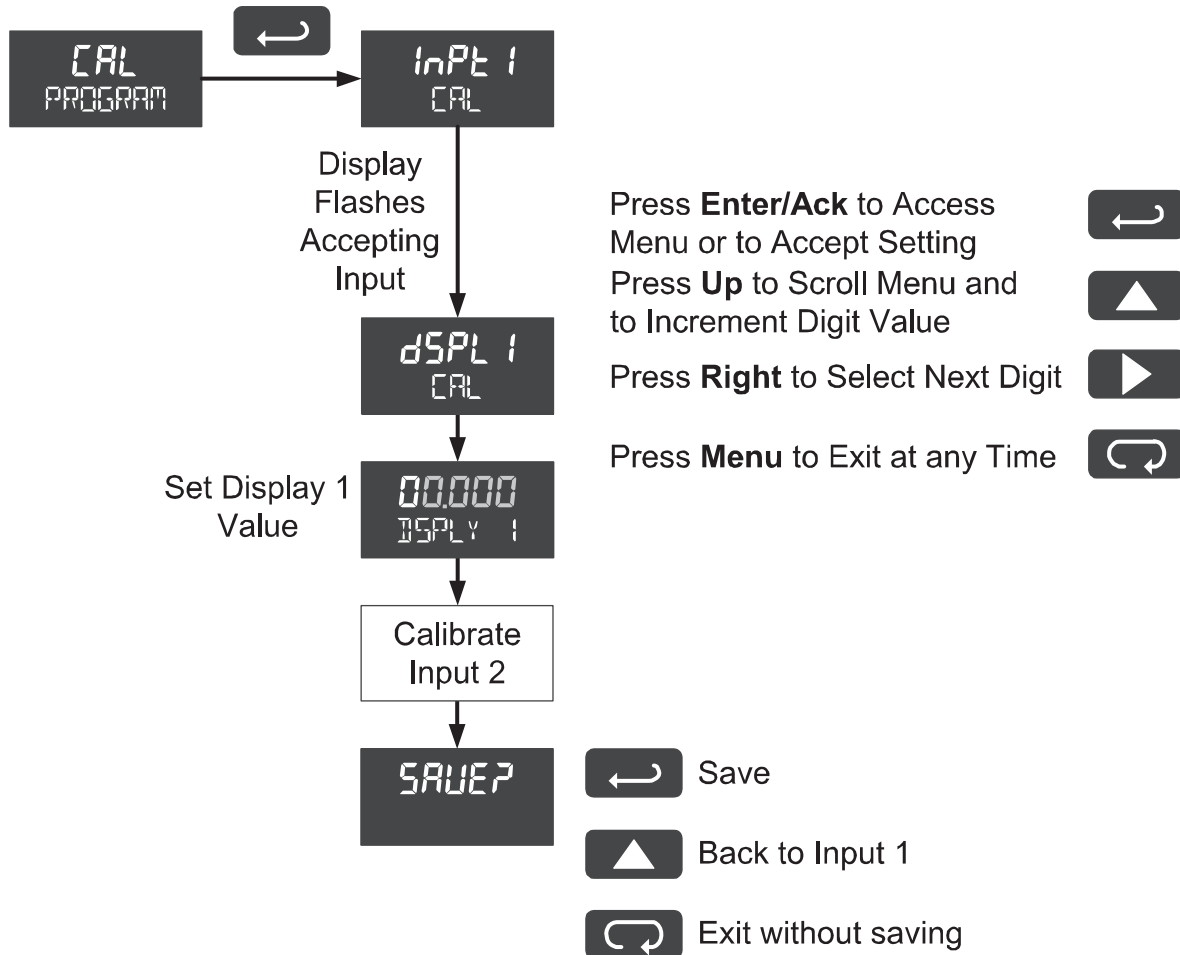 CAL
PROGRAM
InPt 1
CAL
Display
Flashes
Accepting
Input
dSPL 1
CAL
Set Display 1
Value
00.000
DSPLY 1
Calibrate
Input 2
SAVE?
Press Enter/Ack to Access
Menu or to Accept Setting
Press Up to Scroll Menu and
to Increment Digit Value
Press Right to Select Next Digit
Press Menu to Exit at any Time
Save
Back to Input 1
Exit without saving